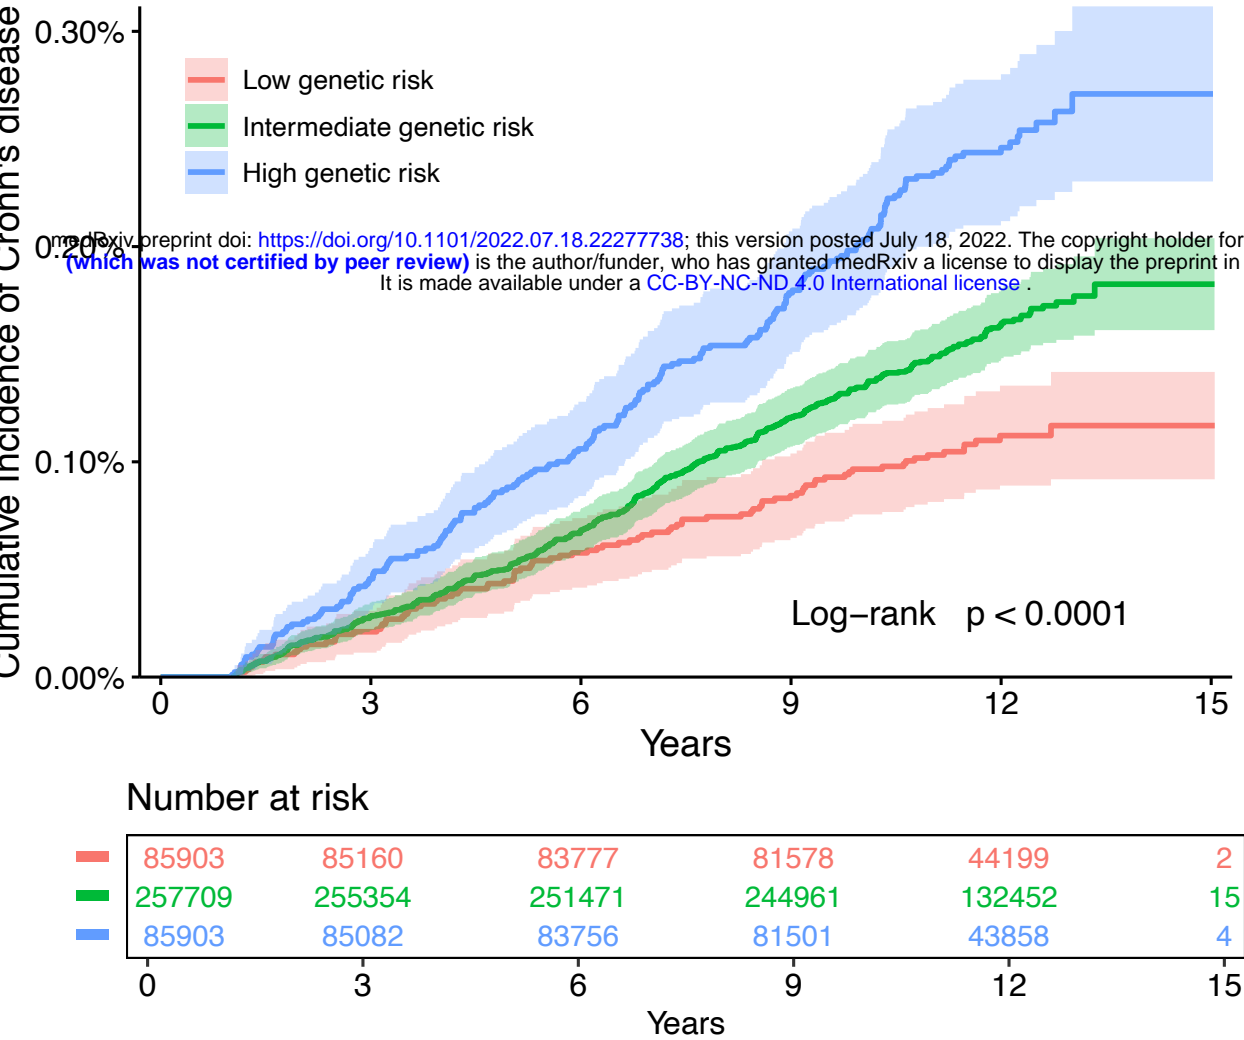 Cumulative Incidence of Crohn's disease
0.30%
Low genetic risk
Intermediate genetic risk
High genetic risk
0.20%
medRxiv preprint doi: https://doi.org/10.1101/2022.07.18.22277738; this version posted July 18, 2022. The copyright holder for
(which was not certified by peer review) is the author/funder, who has granted medRxiv a license to display the preprint in
It is made available under a CC-BY-NC-ND 4.0 International license .
0.10%
Log−rank p < 0.0001
0.00%
0 3 6 9 12 15
Years
Number at risk
85903 85160 83777 81578 44199 2
257709 255354 251471 244961 132452 15
85903 85082 83756 81501 43858 4
0 3 6 9 12 15
Years